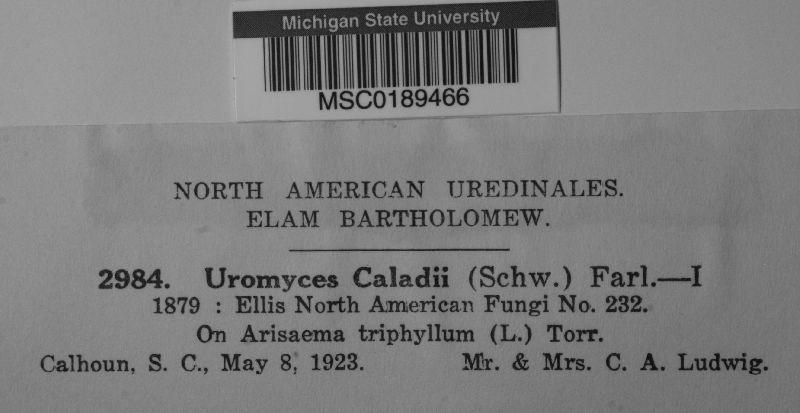 Michigan State University
MSC0189466
NORTH AMERICAN UREDINALES.
ELAM BARTHOLOMEW.
2984. Uromyces Caladii (Schw.) Farl.—I
1879 : Ellis North American Fungi No. 232.
On Arisaema triphyllum (L.) Torr.
Calhoun, S. C., May 8, 1923. Mr. & Mrs. C. A. Ludwig.